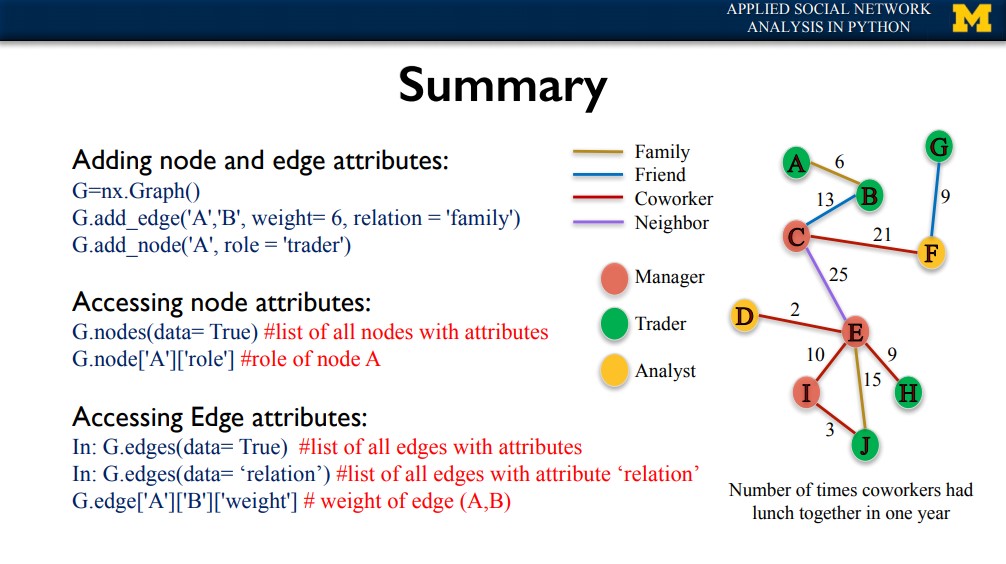 APPLIED SOCIAL NETWORK
ANALYSIS IN PYTHON
M
Summary
Adding node and edge attributes:
G=nx.Graph()
G.add_edge('A','B', weight= 6, relation = 'family')
G.add_node('A', role = 'trader')
Accessing node attributes:
G.nodes(data= True) #list of all nodes with attributes
G.node['A']['role'] #role of node A
Accessing Edge attributes:
In: G.edges(data= True)  #list of all edges with attributes
In: G.edges(data= ‘relation’) #list of all edges with attribute ‘relation’
G.edge['A']['B']['weight'] # weight of edge (A,B)
Family
Friend
Coworker
Neighbor
Manager
Trader
Analyst
G
A
6
B
9
13
C
21
F
25
D
2
E
10
9
15
I
H
3
J
Number of times coworkers had
lunch together in one year